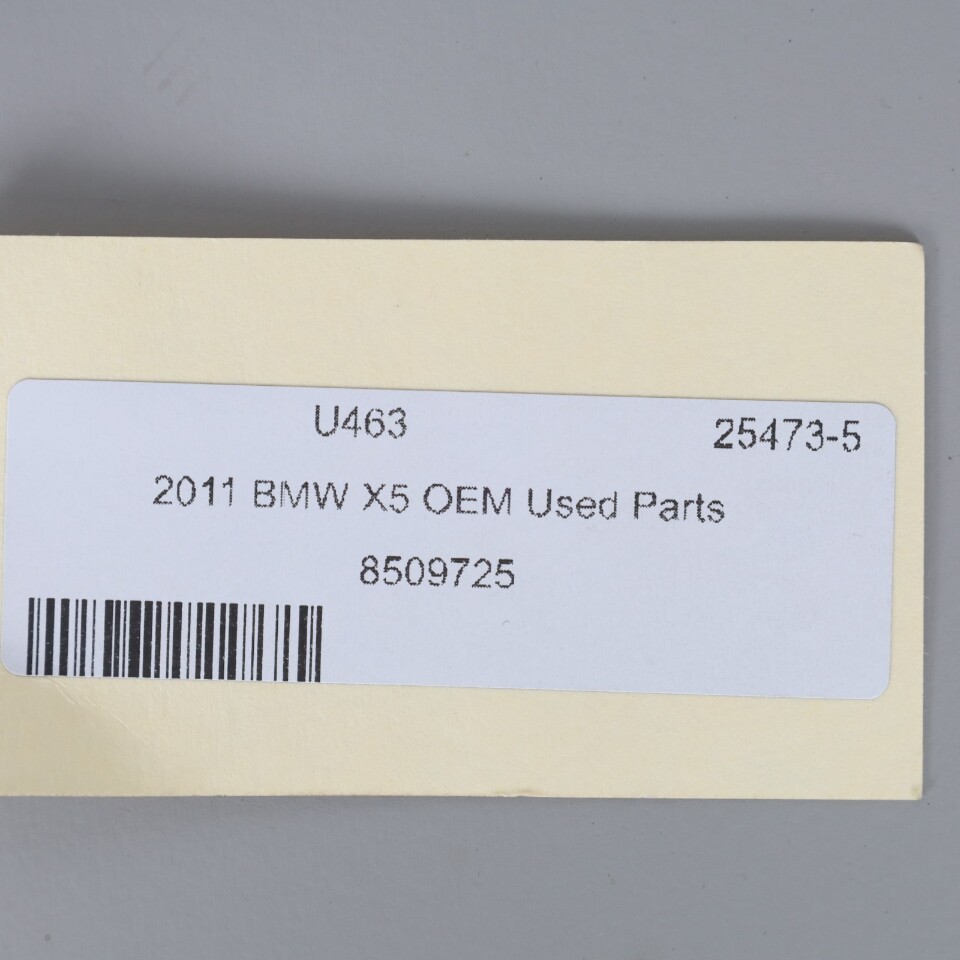 U463 25473-5
2011 BMW X5 OEM Used Parts
8509725